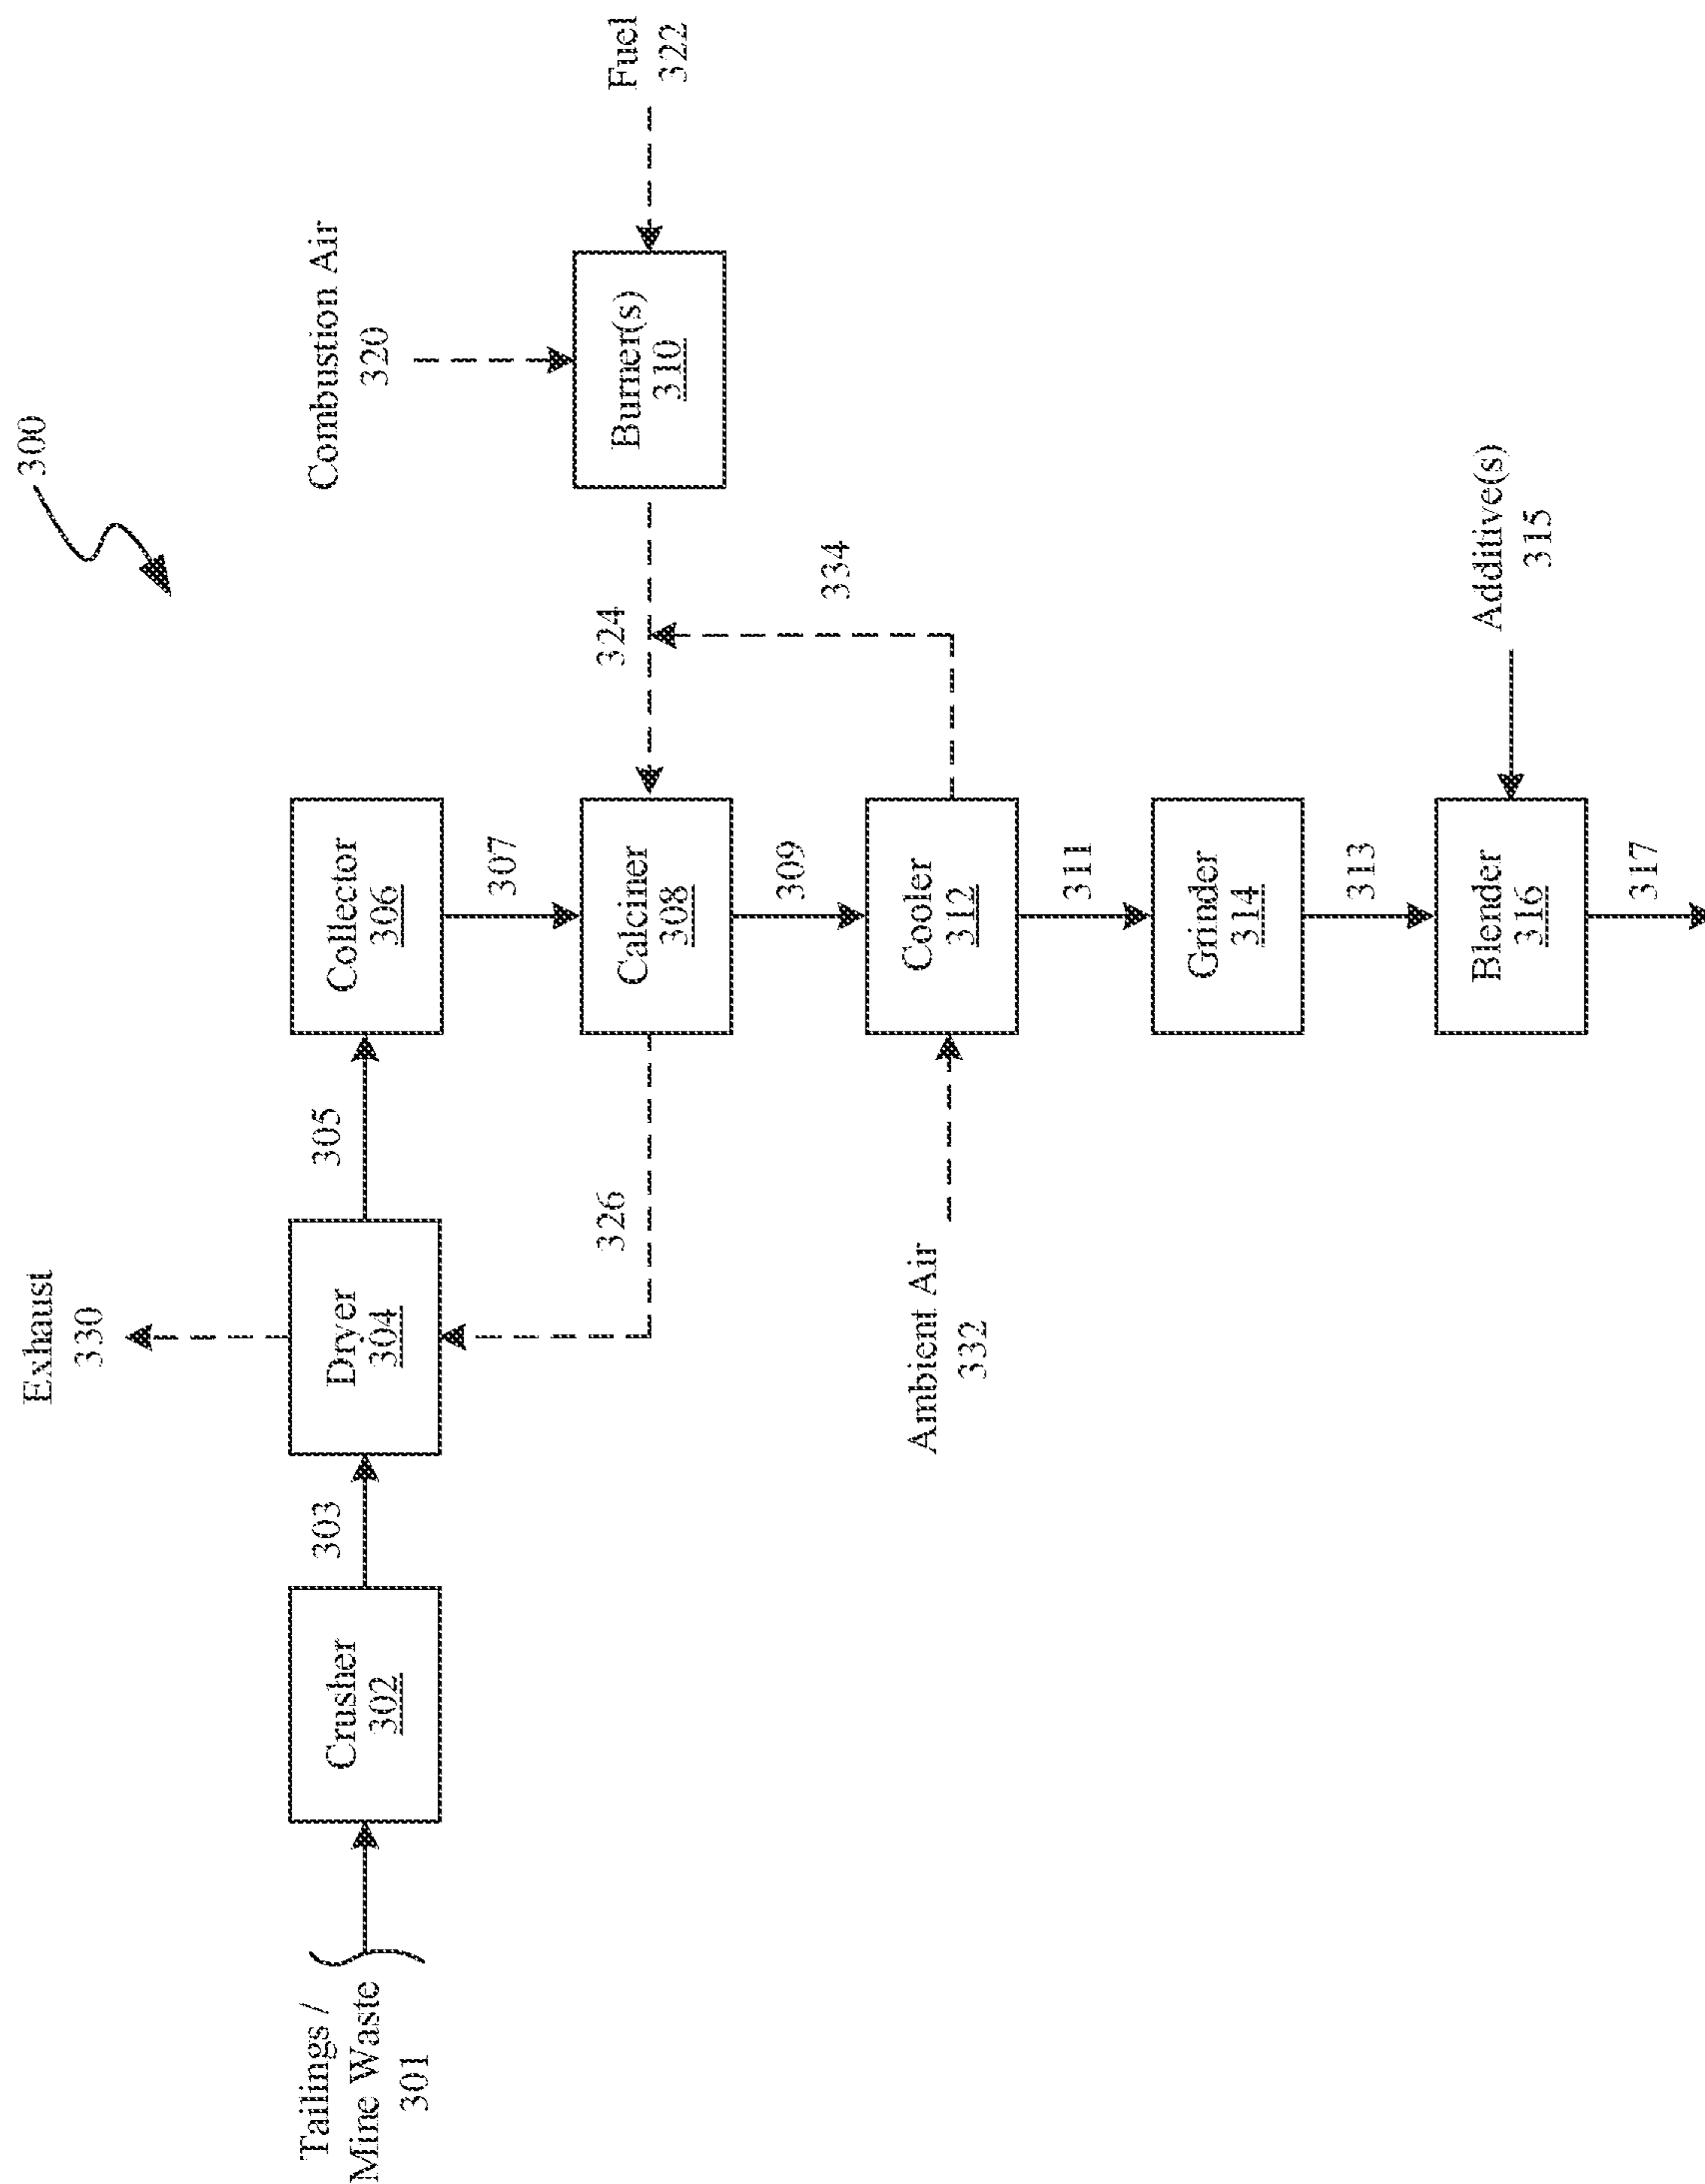 300
Tailings /
Mine Waste
301
Crusher
302
303
Exhaust
330
Dryer
304
305
Collector
306
307
326
Calciner
308
324
Combustion Air
320
Burner(s)
310
Fuel
322
309
334
Ambient Air
332
Cooler
312
311
Grinder
314
313
Additive(s)
315
Blender
316
317